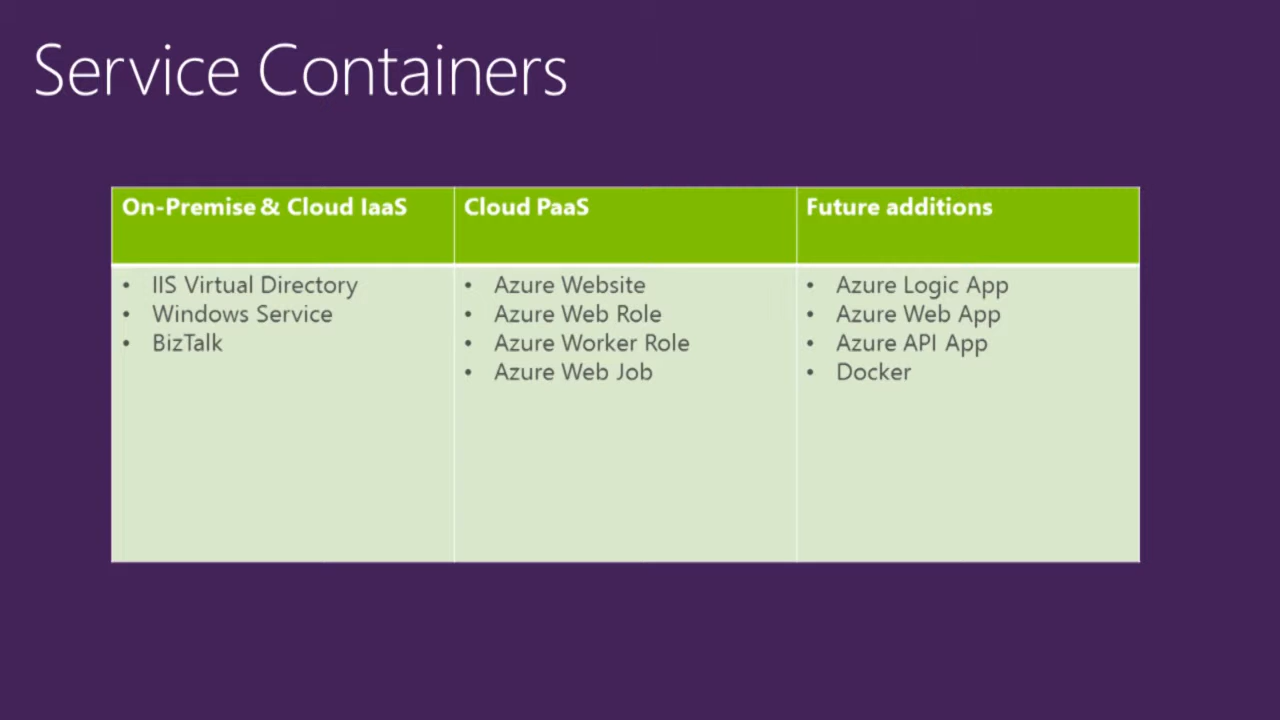 Service Containers
On-Premise & Cloud IaaS
Cloud PaaS
Future additions
• IIS Virtual Directory
• Windows Service
• BizTalk
• Azure Website
• Azure Web Role
• Azure Worker Role
• Azure Web Job
• Azure Logic App
• Azure Web App
• Azure API App
• Docker